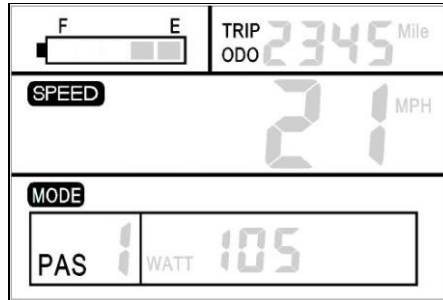 F E
TRIP 2345 Mile
ODO
SPEED
21 MPH
MODE
PAS 1 WATT 105